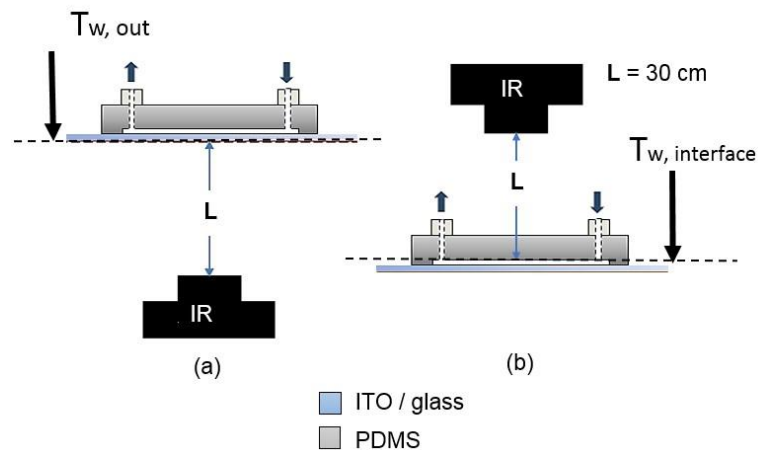 Tw, out
IR
L = 30 cm
Tw, interface
L
L
IR
(a)
(b)
ITO / glass
PDMS